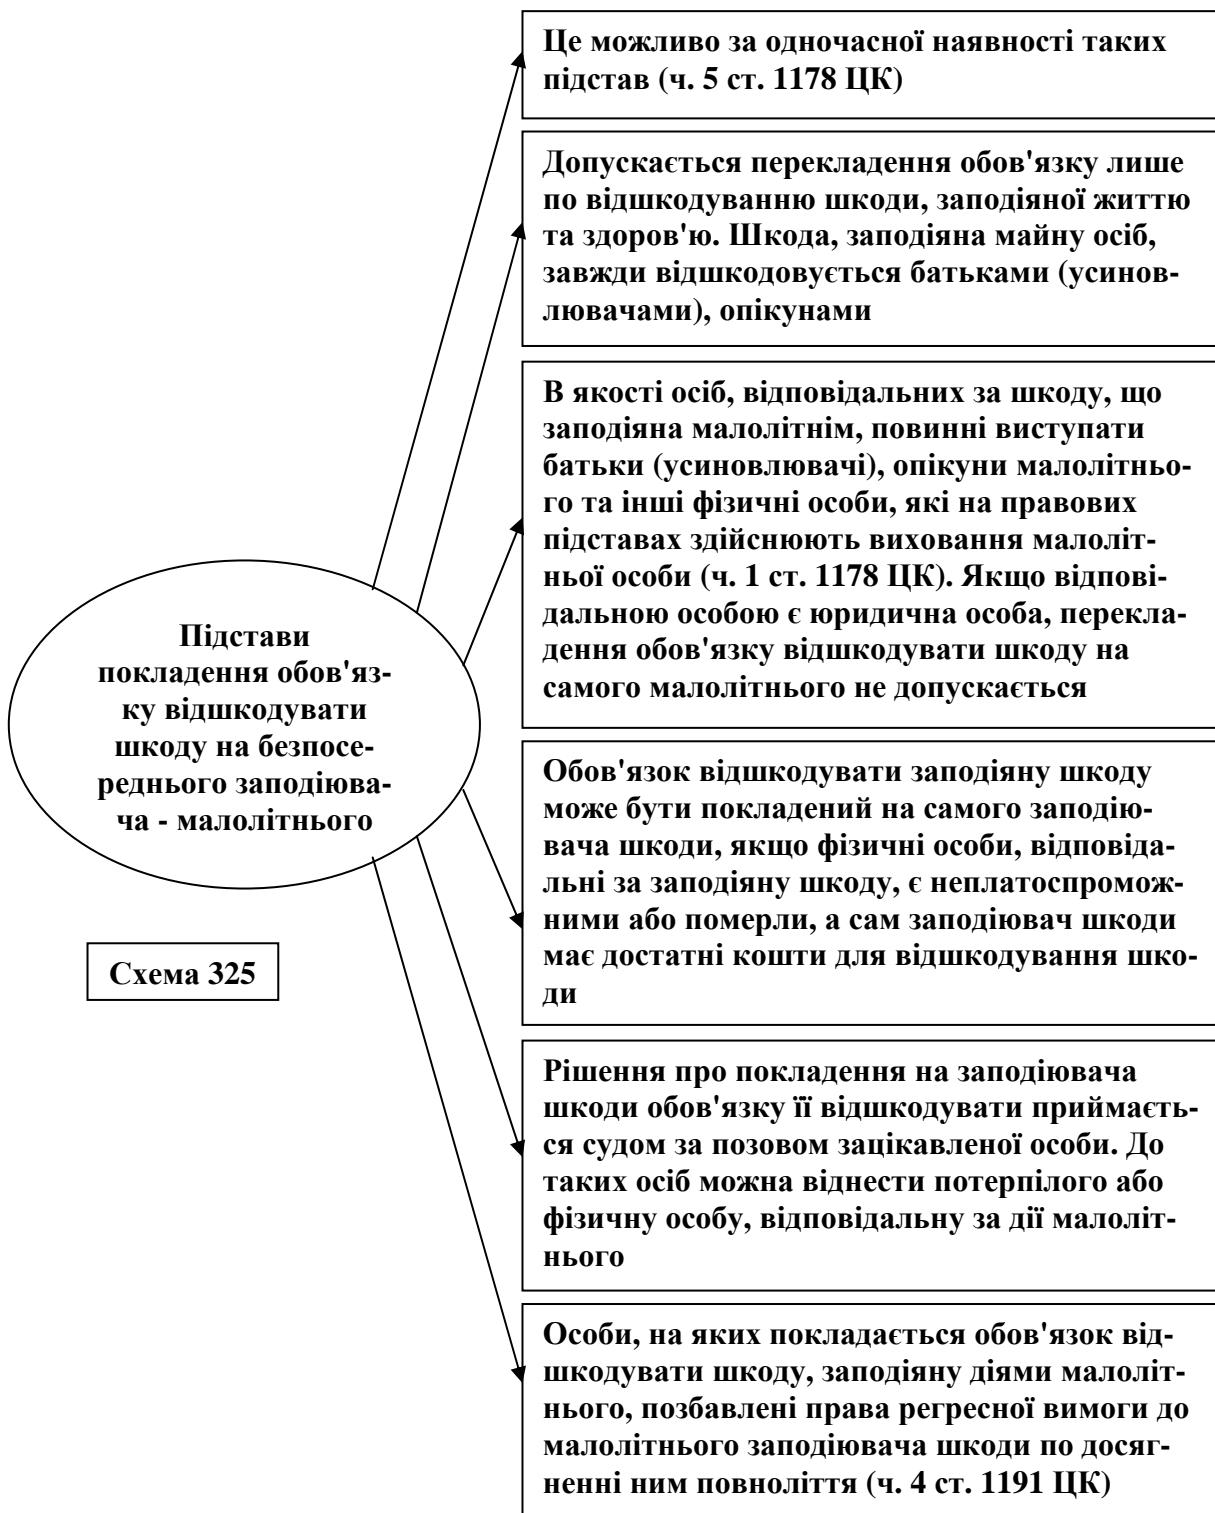 Це можливо за одночасної наявності таких
підстав (ч. 5 ст. 1178 ЦК)
Допускається перекладення обов'язку лише
по відшкодуванню шкоди, заподіяної життю
та здоров'ю. Шкода, заподіяна майну осіб,
завжди відшкодовується батьками (усинов-
лювачами), опікунами
В якості осіб, відповідальних за шкоду, що
заподіяна малолітнім, повинні виступати
батьки (усиновлювачі), опікуни малолітньо-
го та інші фізичні особи, які на правових
підставах здійснюють виховання малоліт-
ньої особи (ч. 1 ст. 1178 ЦК). Якщо відпові-
дальною особою є юридична особа, перекла-
дення обов'язку відшкодувати шкоду на
самого малолітнього не допускається
Підстави
покладення обов'яз-
ку відшкодувати
шкоду на безпосе-
реднього заподіюва-
ча - малолітнього
Обов'язок відшкодувати заподіяну шкоду
може бути покладений на самого заподію-
вача шкоди, якщо фізичні особи, відповіда-
льні за заподіяну шкоду, є неплатоспромож-
ними або померли, а сам заподіювач шкоди
має достатні кошти для відшкодування шко-
ди
Схема 325
Рішення про покладення на заподіювача
шкоди обов'язку її відшкодувати приймаєть-
ся судом за позовом зацікавленої особи. До
таких осіб можна віднести потерпілого або
фізичну особу, відповідальну за дії малоліт-
нього
Особи, на яких покладається обов'язок від-
шкодувати шкоду, заподіяну діями малоліт-
нього, позбавлені права регресної вимоги до
малолітнього заподіювача шкоди по досяг-
ненні ним повноліття (ч. 4 ст. 1191 ЦК)